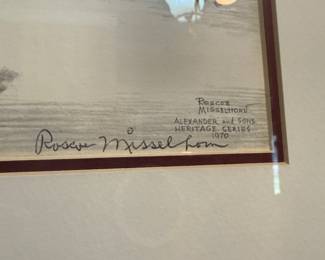 ROSCOE
MISSELHORN
ALEXANDER and SONS
HERITAGE SERIES
1970
Roscoe Misselhorn